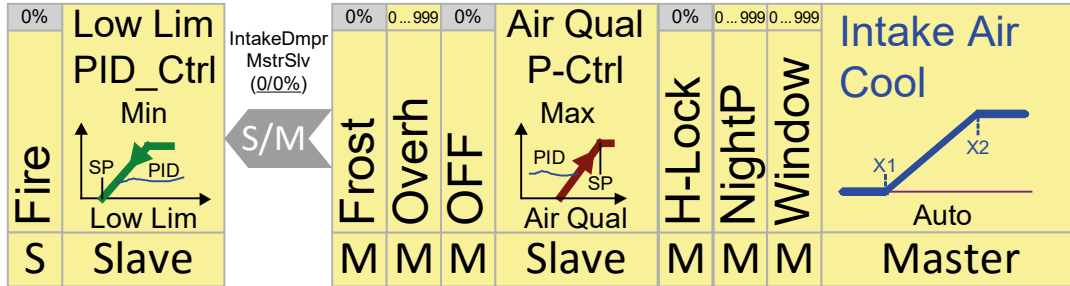 0%
Fire
S
Low Lim
PID_Ctrl
Min
SP
PID
Low Lim
Slave
IntakeDmpr
MstrSlv
(0/0%)
S/M
0%
Frost
M
0...999
Overh
M
0%
OFF
M
Air Qual
P-Ctrl
Max
PID
SP
Air Qual
Slave
0%
H-Lock
M
0...999
NightP
M
0...999
Window
M
Intake Air
Cool
X1
X2
Auto
Master